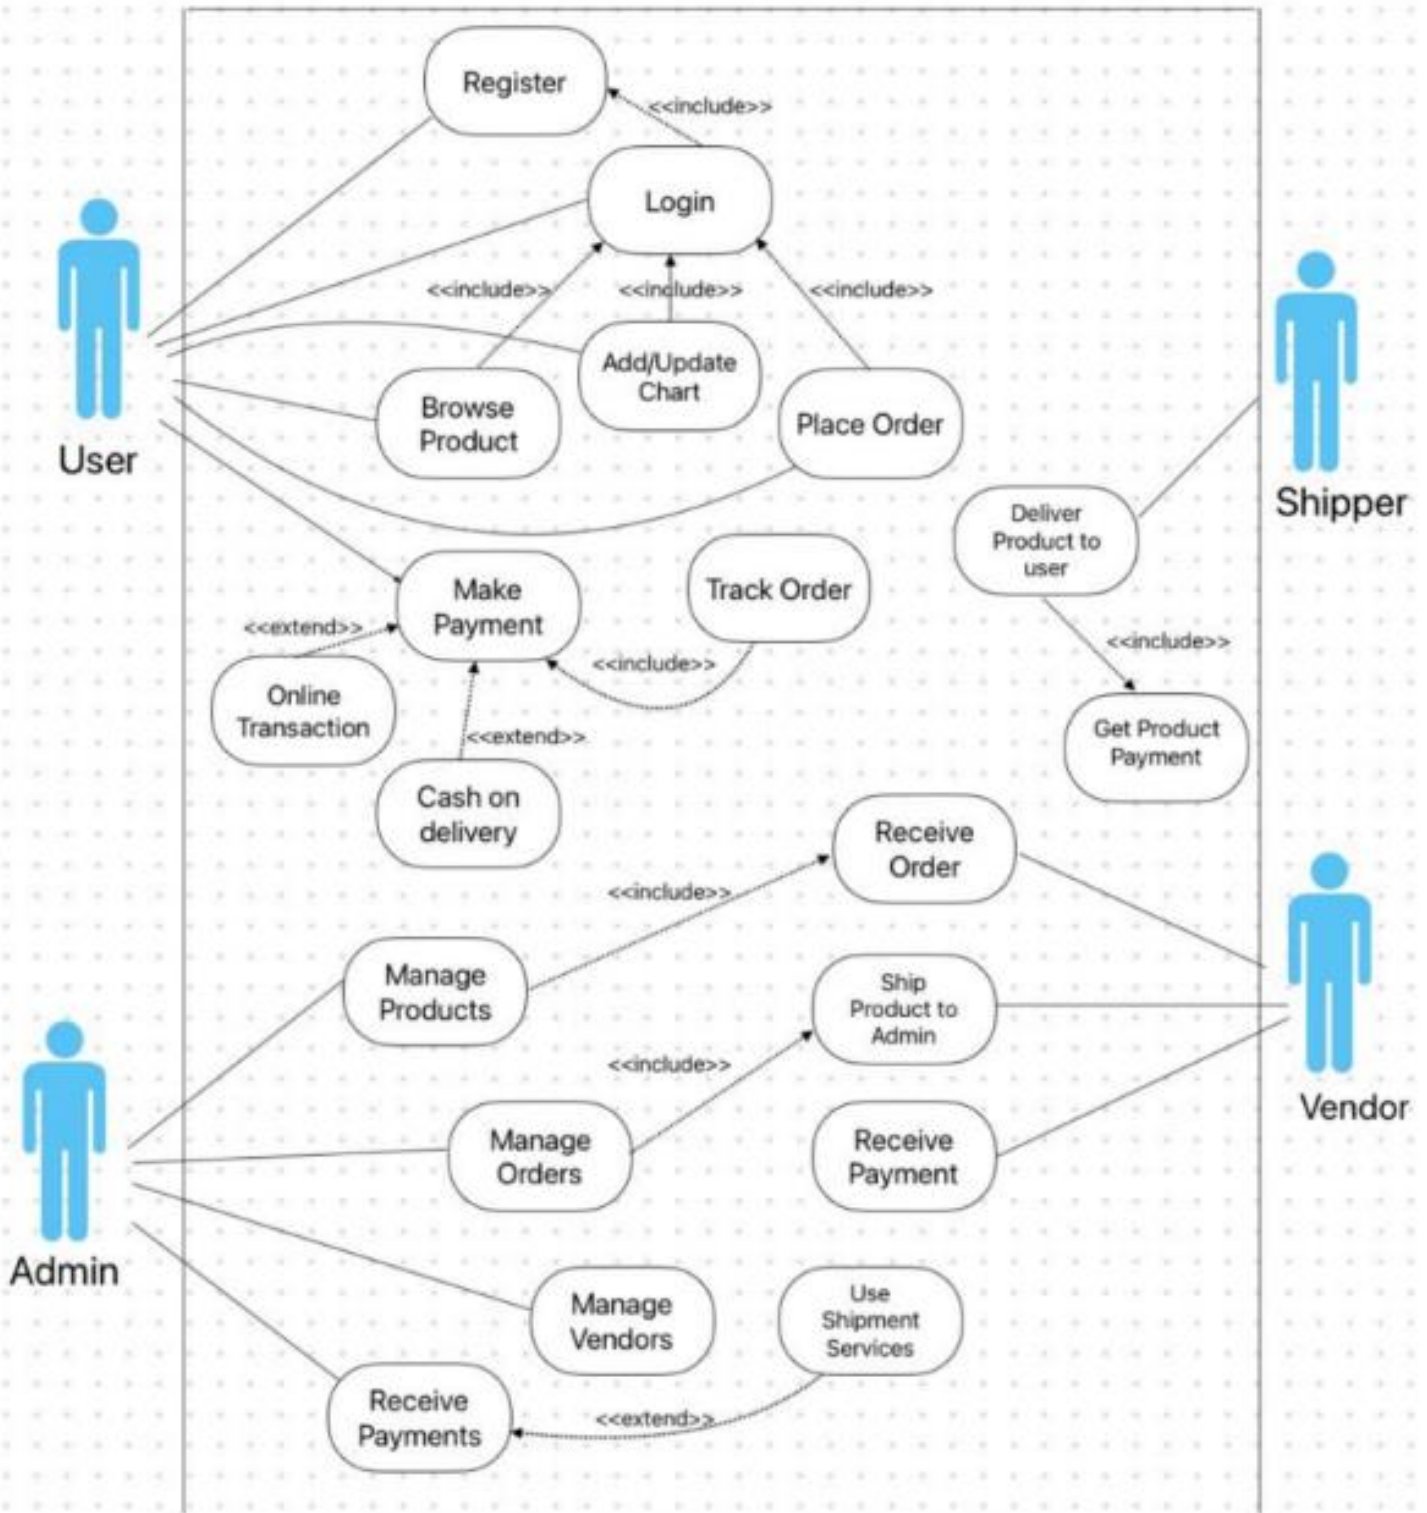 Register
<<include>>
Login
<<include>>
<<include>>
<<include>>
Add/Update
Chart
Browse
Product
Place Order
User
Shipper
Deliver
Product to
user
Make
Payment
Track Order
<<extend>>
<<include>>
<<include>>
Online
Transaction
Get Product
Payment
<<extend>>
Cash on
delivery
Receive
Order
<<include>>
Manage
Products
Ship
Product to
Admin
<<include>>
Vendor
Manage
Orders
Receive
Payment
Admin
Manage
Vendors
Use
Shipment
Services
Receive
Payments
<<extend>>